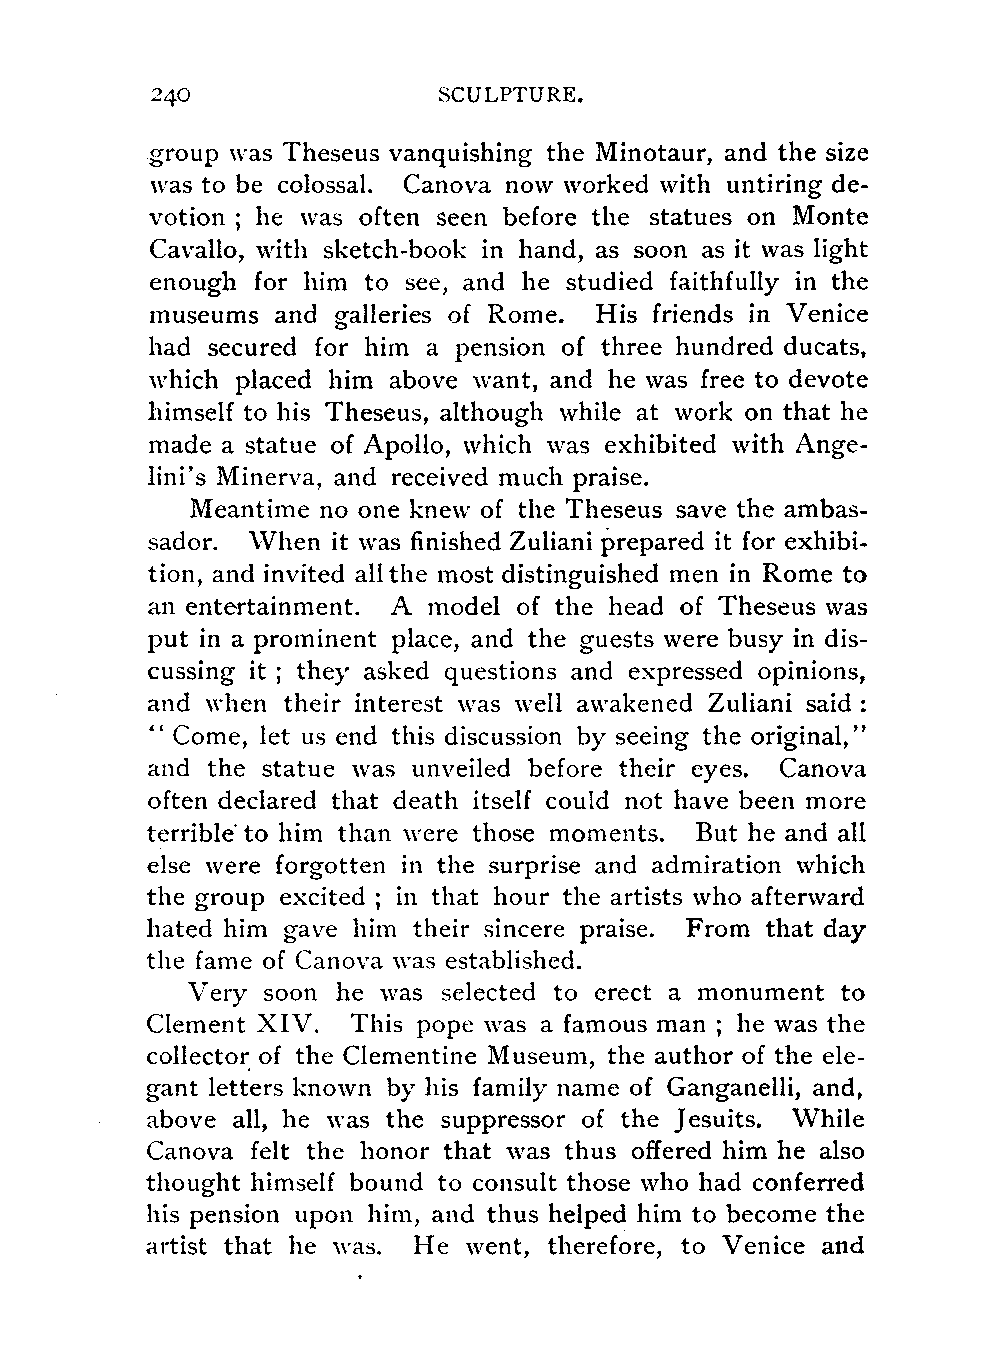 240 SCULPTURE.
group was Theseus vanquishing the Minotaur, and the size
was to be colossal. Canova now worked with untiring de-
votion ; he was often seen before the statues on Monte
Cavallo, with sketch-book in hand, as soon as it was light
enough for him to see, and he studied faithfully in the
museums and galleries of Rome. His friends in Venice
had secured for him a pension of three hundred ducats,
which placed him above want, and he was free to devote
himself to his Theseus, although while at work on that he
made a statue of Apollo, which was exhibited with Ange-
lini's Minerva, and received much praise.
Meantime no one knew of the Theseus save the ambas-
sador. When it was finished Zuliani prepared it for exhibi-
tion, and invited all the most distinguished men in Rome to
an entertainment. A model of the head of Theseus was
put in a prominent place, and the guests were busy in dis-
cussing it ; they asked questions and expressed opinions,
and when their interest was well awakened Zuliani said :
“ Come, let us end this discussion by seeing the original,”
and the statue was unveiled before their eyes. Canova
often declared that death itself could not have been more
terrible to him than were those moments. But he and all
else were forgotten in the surprise and admiration which
the group excited ; in that hour the artists who afterward
hated him gave him their sincere praise. From that day
the fame of Canova was established.
Very soon he was selected to erect a monument to
Clement XIV. This pope was a famous man ; he was the
collector of the Clementine Museum, the author of the ele-
gant letters known by his family name of Ganganelli, and,
above all, he was the suppressor of the Jesuits. While
Canova felt the honor that was thus offered him he also
thought himself bound to consult those who had conferred
his pension upon him, and thus helped him to become the
artist that he was. He went, therefore, to Venice and